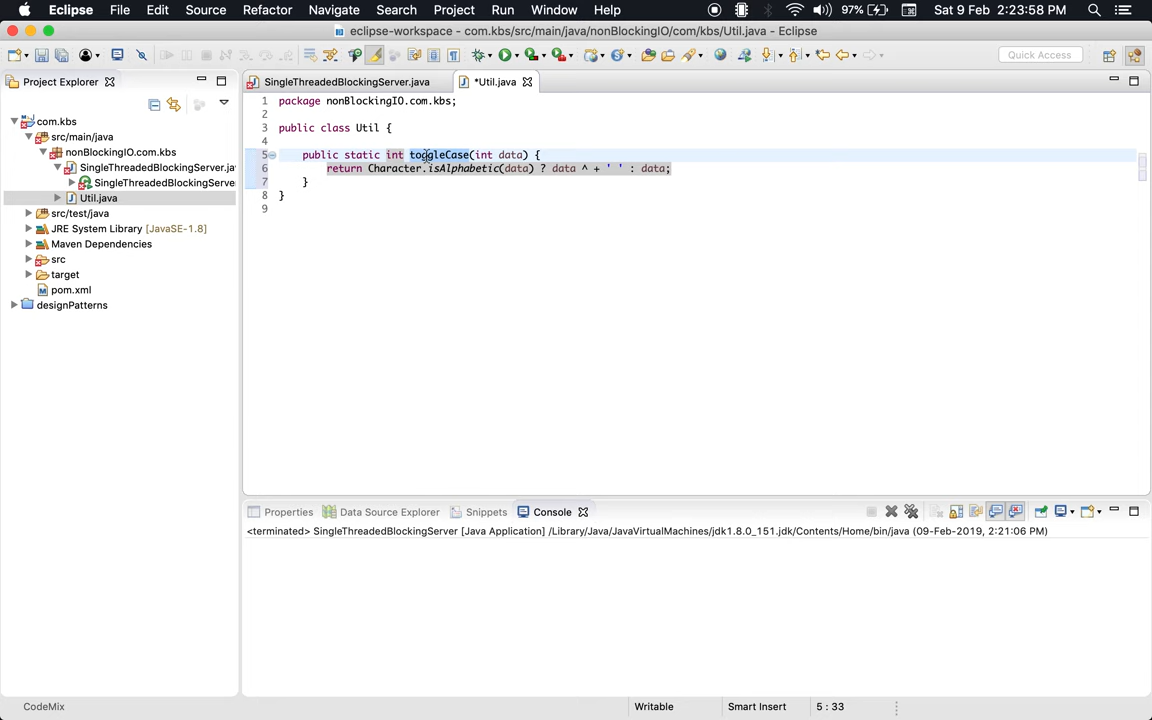 Eclipse File Edit Source Refactor Navigate Search Project Run Window Help 97% Sat 9 Feb 2:23:58 PM
eclipse-workspace - com.kbs/src/main/java/nonBlockingIO/com/kbs/Util.java - Eclipse
Quick Access
Project Explorer
SingleThreadedBlockingServer.java
*Util.java
com.kbs
src/main/java
nonBlockingIO.com.kbs
SingleThreadedBlockingServer.ja
SingleThreadedBlockingServe
Util.java
src/test/java
JRE System Library [JavaSE-1.8]
Maven Dependencies
src
target
pom.xml
designPatterns
1 package nonBlockingIO.com.kbs;
2
3 public class Util {
4
5 public static int toggleCase(int data) {
6 return Character.isAlphabetic(data) ? data ^ + ' ' : data;
7 }
8 }
9
Properties Data Source Explorer Snippets Console
<terminated> SingleThreadedBlockingServer [Java Application] /Library/Java/JavaVirtualMachines/jdk1.8.0_151.jdk/Contents/Home/bin/java (09-Feb-2019, 2:21:06 PM)
CodeMix Writable Smart Insert 5 : 33